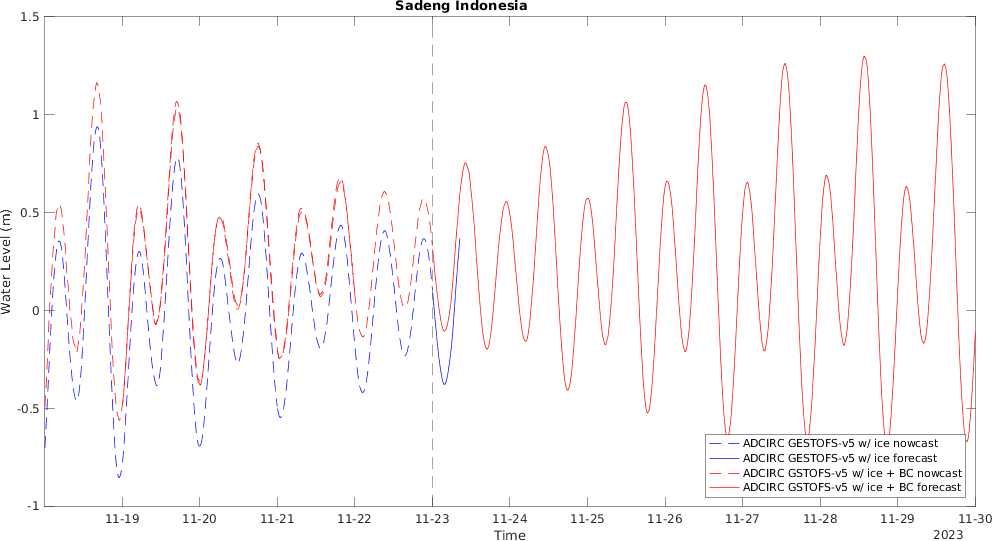 Sadeng Indonesia
Water Level (m)
1.5
1
0.5
0
-0.5
-1
11-19 11-20 11-21 11-22 11-23 11-24 11-25 11-26 11-27 11-28 11-29 11-30
Time
2023
ADCIRC GESTOFS-v5 w/ ice nowcast
ADCIRC GESTOFS-v5 w/ ice forecast
ADCIRC GSTOFS-v5 w/ ice + BC nowcast
ADCIRC GSTOFS-v5 w/ ice + BC forecast